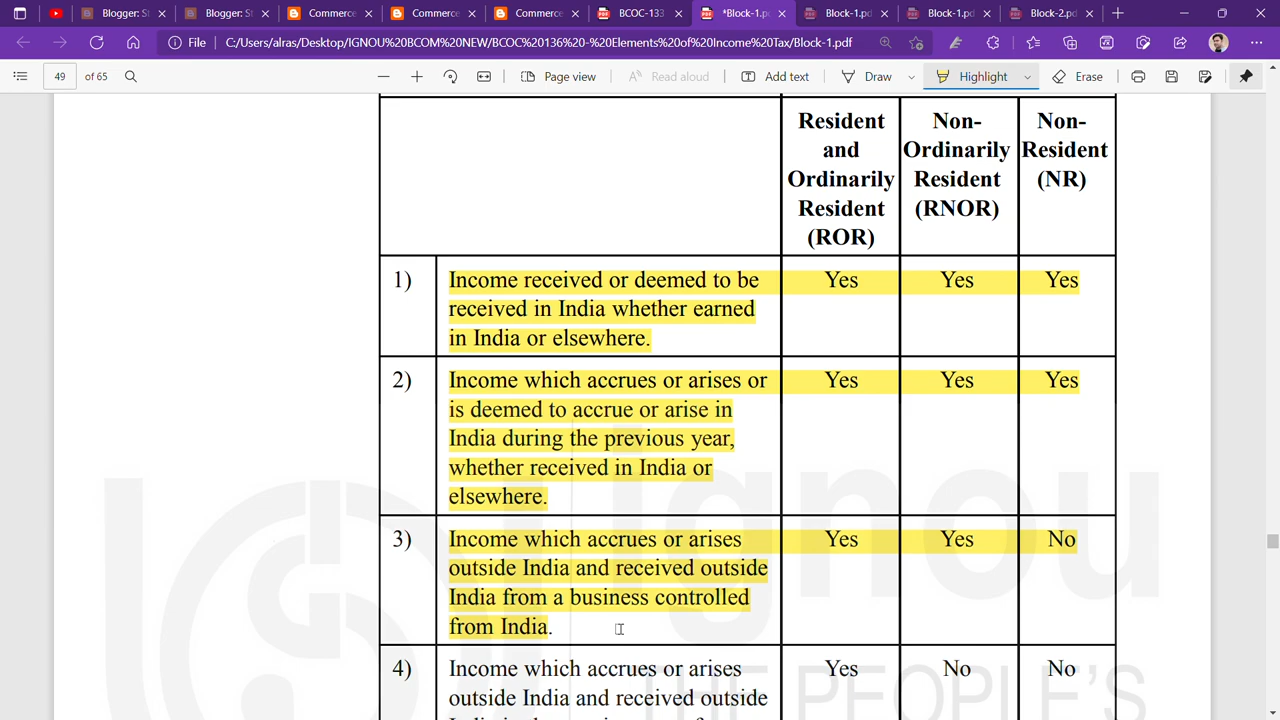 Blogger: S
Blogger: St
Commerce
Commerce
Commerce
BCOC-133
*Block-1.p
Block-1.pd
Block-1.pd
Block-2.pd
File
C:/Users/alras/Desktop/IGNOU%20BCOM%20NEW/BCOC%20136%20-%20Elements%20of%20Income%20Tax/Block-1.pdf
49 of 65
Page view
Read aloud
Add text
Draw
Highlight
Erase
Resident and Ordinarily Resident (ROR)
Non-Ordinarily Resident (RNOR)
Non-Resident (NR)
1) Income received or deemed to be Yes Yes Yes
received in India whether earned
in India or elsewhere.
2) Income which accrues or arises or Yes Yes Yes
is deemed to accrue or arise in
India during the previous year,
whether received in India or
elsewhere.
3) Income which accrues or arises Yes Yes No
outside India and received outside
India from a business controlled
from India.
4) Income which accrues or arises Yes No No
outside India and received outside
ignou
THE PEOPLE'S